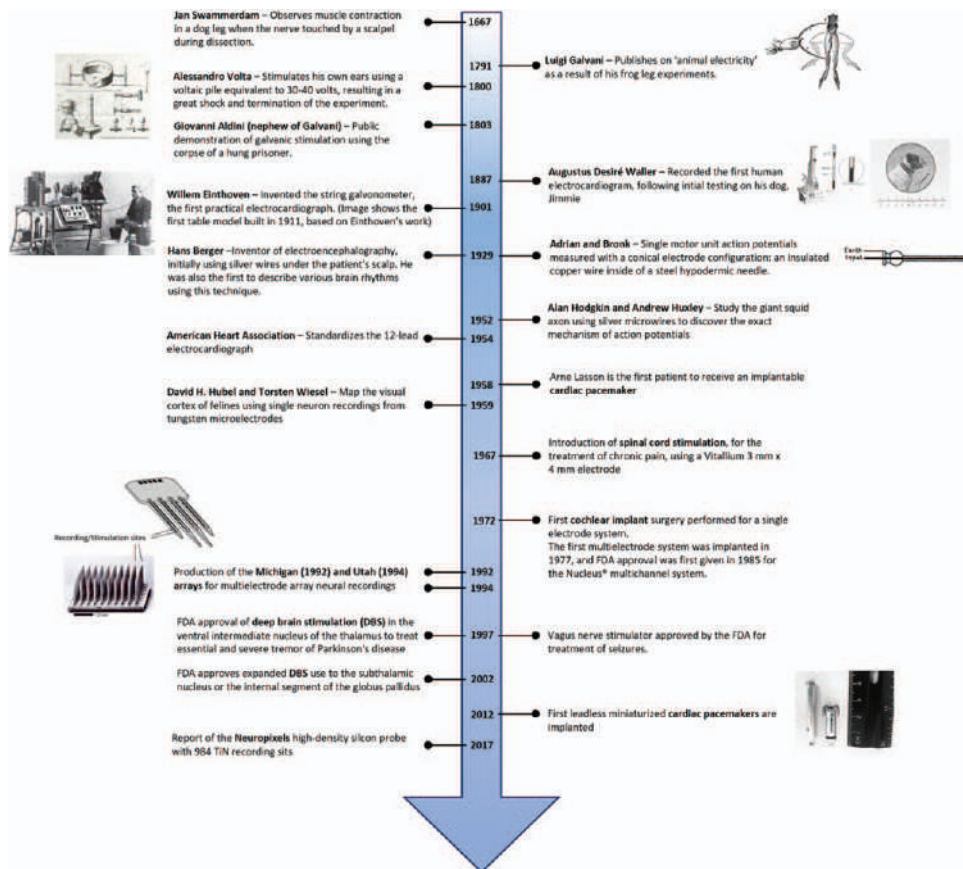 Jan Swammerdam – Observes muscle contraction
in a dog leg when the nerve touched by a scalpel
during dissection.
1667
1291
Luigi Galvani – Publishes on ‘animal electricity’
as a result of his frog leg experiments.
Alessandro Volta – Stimulates his own ears using a
voltaic pile equivalent to 30-40 volts, resulting in a
great shock and termination of the experiment.
1800
Giovanni Aldini (nephew of Galvani) – Public
demonstration of galvanic stimulation using the
corpse of a hung prisoner.
1803
1887
Augustus Desiré Waller – Recorded the first human
electrocardiogram, following intial testing on his dog,
Jimmie
Willem Einthoven – Invented the string galvonometer,
the first practical electrocardiograph. (Image shows the
first table model built in 1911, based on Einthoven's work)
1901
Hans Berger –Inventor of electroencephalography,
initially using silver wires under the patient's scalp. He
was also the first to describe various brain rhythms
using this technique.
1929
Adrian and Bronk – Single motor unit action potentials
measured with a conical electrode configuration: an insulated
copper wire inside of a steel hypodermic needle.
Earth
Input
1952
Alan Hodgkin and Andrew Huxley – Study the giant squid
axon using silver microwires to discover the exact
mechanism of action potentials
American Heart Association – Standardizes the 12-lead
electrocardiograph
1954
1958
Arne Lasson is the first patient to receive an implantable
cardiac pacemaker
David H. Hubel and Torsten Wiesel – Map the visual
cortex of felines using single neuron recordings from
tungsten microelectrodes
1959
1967
Introduction of spinal cord stimulation, for the
treatment of chronic pain, using a Vitallium 3 mm x
4 mm electrode
1972
First cochlear implant surgery performed for a single
electrode system.
The first multielectrode system was implanted in
1977, and FDA approval was first given in 1985 for
the Nucleus® multichannel system.
Recording/Stimulation sites
Production of the Michigan (1992) and Utah (1994)
arrays for multielectrode array neural recordings
1992
1994
FDA approval of deep brain stimulation (DBS) in the
ventral intermediate nucleus of the thalamus to treat
essential and severe tremor of Parkinson's disease
1997
Vagus nerve stimulator approved by the FDA for
treatment of seizures.
FDA approves expanded DBS use to the subthalamic
nucleus or the internal segment of the globus pallidus
2002
2012
First leadless miniaturized cardiac pacemakers are
implanted
Report of the Neuropixels high-density silcon probe
with 984 TiN recording sits
2017